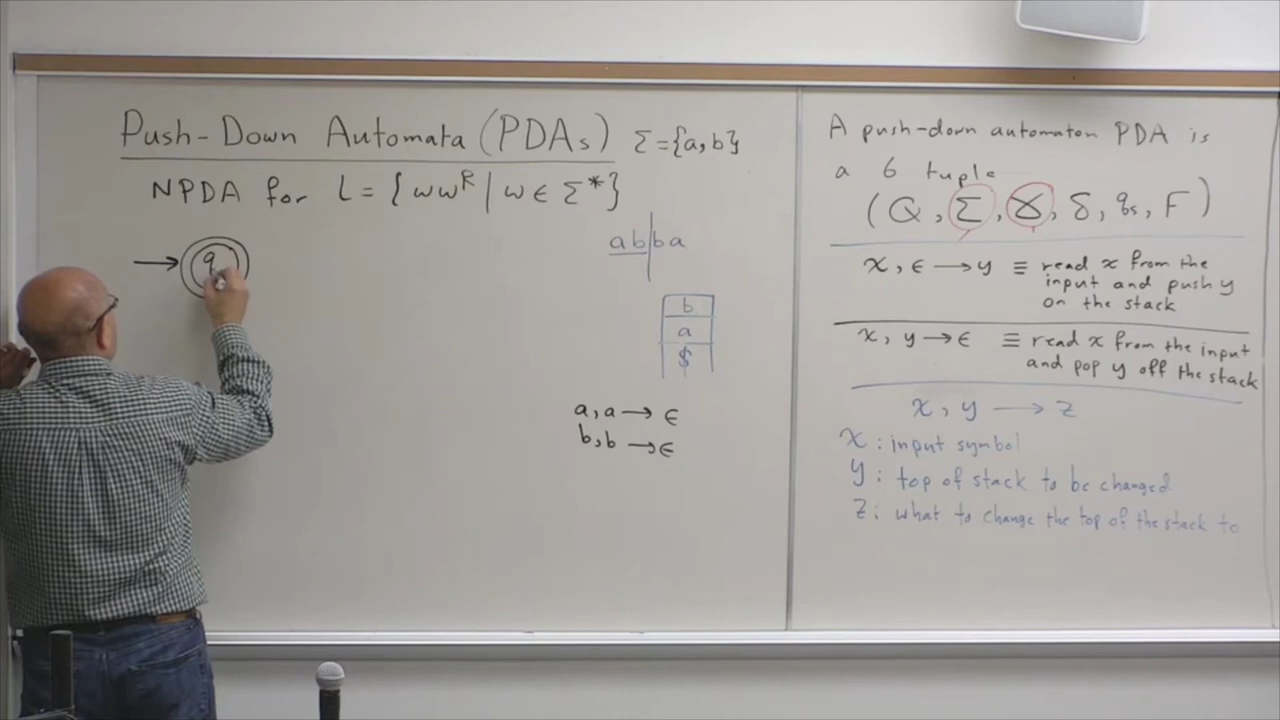 Push-Down Automata (PDAs) Σ={a,b}
NPDA for L = {ww^R | w ∈ Σ*}
ab|ba
q
b
a
$
a,a → ε
b,b → ε
A push-down automaton PDA is
a 6 tuple
(Q, Σ, Ɣ, δ, qs, F)
x, ε → y ≡ read x from the
input and push y
on the stack
x, y → ε ≡ read x from the input
and pop y off the stack
x, y → z
x: input symbol
y: top of stack to be changed
z: what to change the top of the stack to